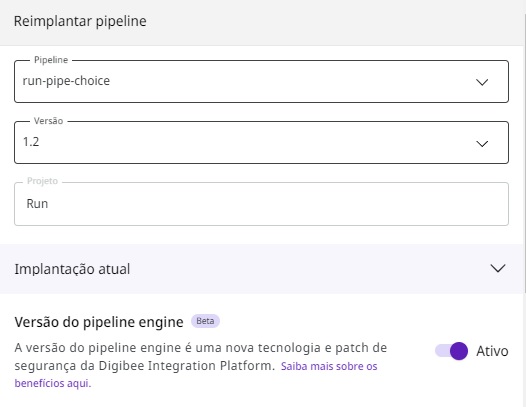 Reimplantar pipeline
Pipeline
run-pipe-choice
Versão
1.2
Projeto
Run
Implantação atual
Versão do pipeline engine Beta
A versão do pipeline engine é uma nova tecnologia e patch de
segurança da Digibee Integration Platform. Saiba mais sobre os
benefícios aqui.
Ativo